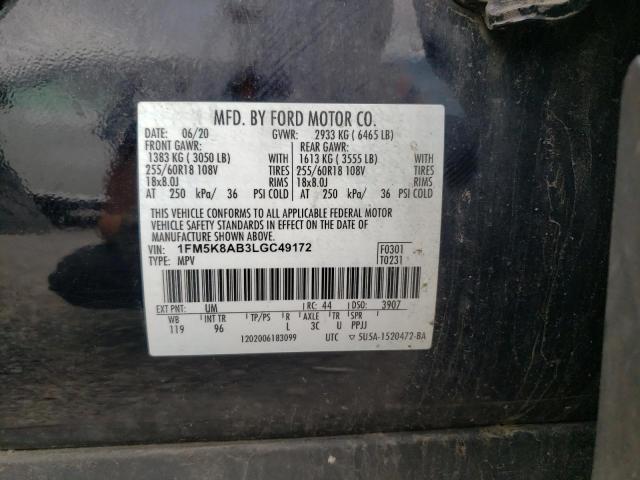 MFD. BY FORD MOTOR CO.
DATE: 06/20 GVWR: 2933 KG ( 6465 LB)
FRONT GAWR: REAR GAWR:
1383 KG ( 3050 LB) WITH 1613 KG ( 3555 LB) WITH
255/60R18 108V TIRES 255/60R18 108V TIRES
18x8.0J RIMS 18x8.0J RIMS
AT 250 kPa/ 36 PSI COLD AT 250 kPa/ 36 PSI COLD
THIS VEHICLE CONFORMS TO ALL APPLICABLE FEDERAL MOTOR
VEHICLE SAFETY STANDARDS IN EFFECT ON THE DATE OF
MANUFACTURE SHOWN ABOVE.
VIN: 1FM5K8AB3LGC49172 F0301
TYPE: MPV T0231
EXT PNT: UM RC: 44 DSO: 3907
WB INT TR TP/PS R AXLE TR SPR
119 96 L 3C U PPJJ
1202006183099 UTC ▽ 5U5A-1520472-BA